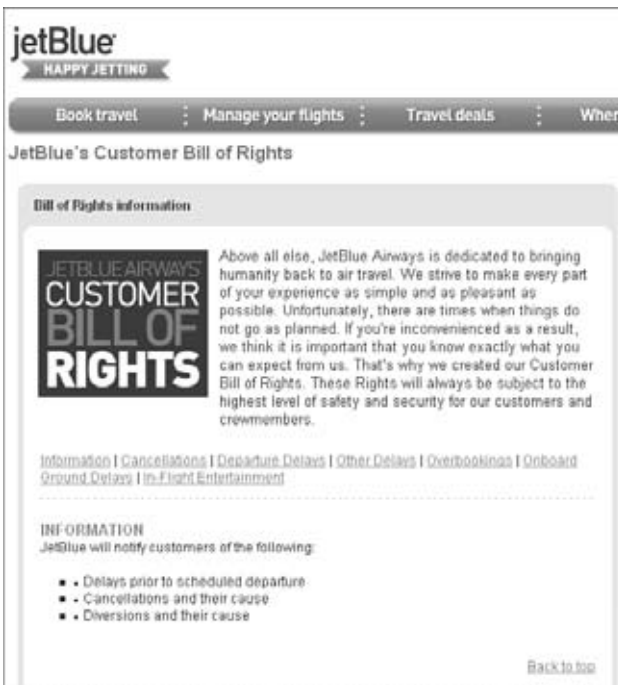 jetBlue
HAPPY JETTING
Book travel Manage your flights Travel deals Wher
JetBlue's Customer Bill of Rights
Bill of Rights information
JETBLUE AIRWAYS
CUSTOMER
BILL OF
RIGHTS
Above all else, JetBlue Airways is dedicated to bringing
humanity back to air travel. We strive to make every part
of your experience as simple and as pleasant as
possible. Unfortunately, there are times when things do
not go as planned. If you're inconvenienced as a result,
we think it is important that you know exactly what you
can expect from us. That's why we created our Customer
Bill of Rights. These Rights will always be subject to the
highest level of safety and security for our customers and
crewmembers.
Information | Cancellations | Departure Delays | Other Delays | Overbookings | Onboard
Ground Delays | In-Flight Entertainment
INFORMATION
JetBlue will notify customers of the following:
▪ • Delays prior to scheduled departure
▪ • Cancellations and their cause
▪ • Diversions and their cause
Back to top